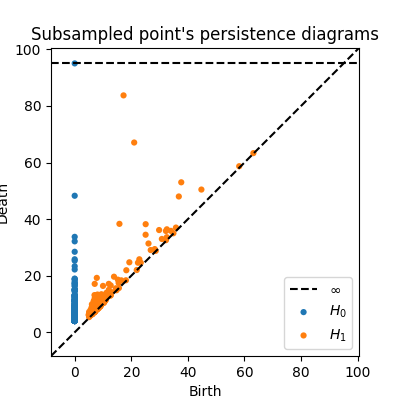 Subsampled point's persistence diagrams
100
80
60
40
20
0
Death
∞
H₀
H₁
0 20 40 60 80 100
Birth